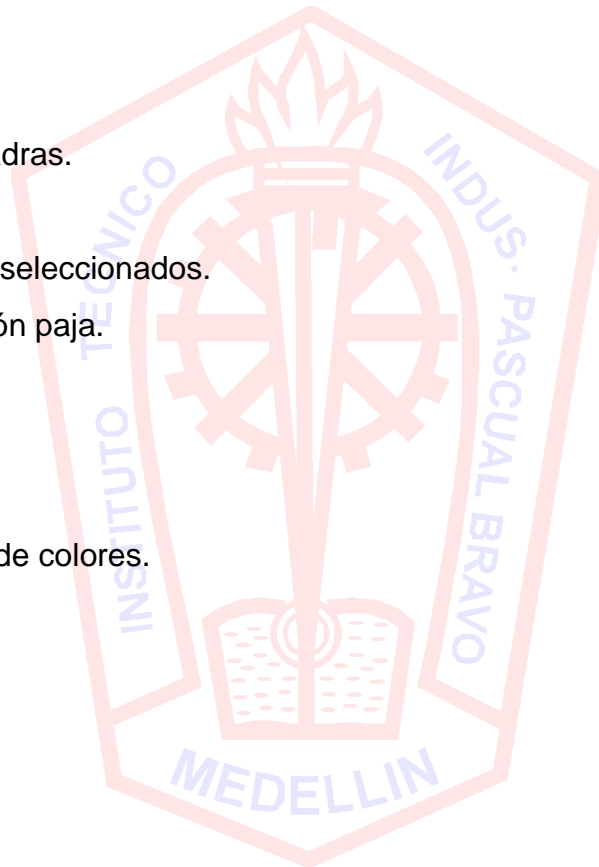 dras.
seleccionados.
ón paja.
de colores.
INSTITUTO TECNICO
INDUS. PASCUAL BRAVO
MEDELLIN